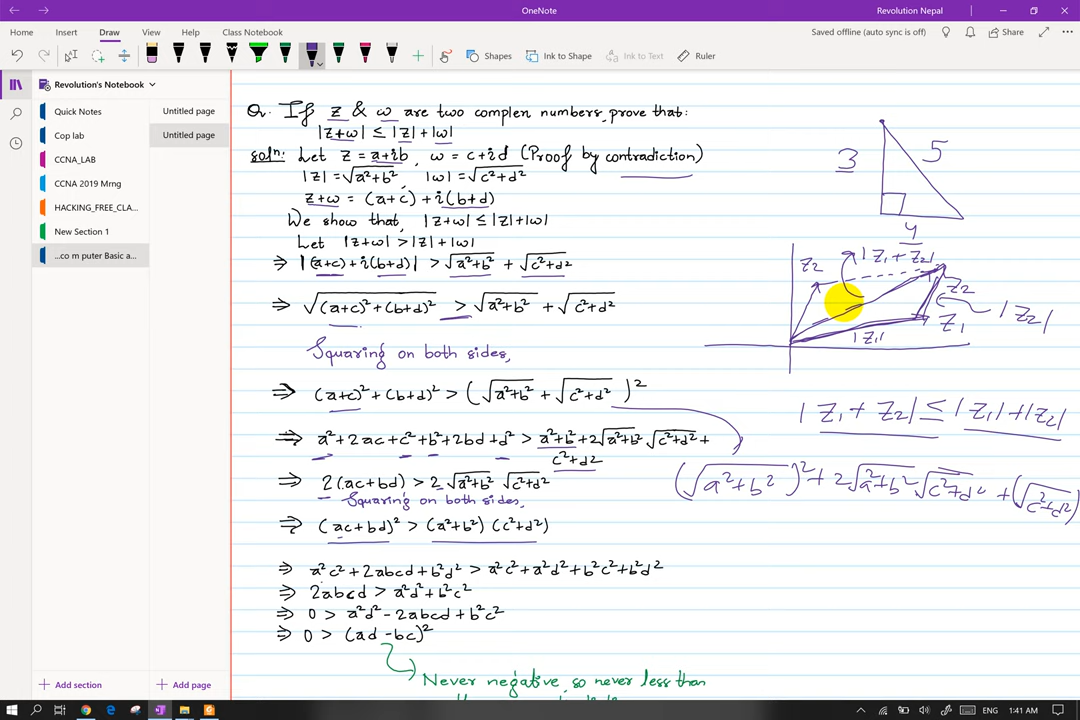 OneNote
Revolution Nepal
Home Insert Draw View Help Class Notebook
Saved offline (auto sync is off)
Share
Shapes
Ink to Shape
Ink to Text
Ink to Math
Ruler
Revolution's Notebook
Quick Notes
Cop lab
CCNA_LAB
CCNA 2019 Mrng
HACKING_FREE_CLA...
New Section 1
...co m puter Basic a...
Untitled page
Untitled page
Add section
Add page
Q. If z & ω are two complen numbers, prove that:
|z+ω| ≤ |z|+|ω|
soln: Let z = a+ib, ω = c+id (Proof by contradiction)
|z| = √a²+b², |ω| = √c²+d²
z+ω = (a+c)+i(b+d)
We show that, |z+ω| ≤ |z|+|ω|
Let |z+ω| > |z|+|ω|
⇒ |(a+c)+i(b+d)| > √a²+b² + √c²+d²
⇒ √(a+c)²+(b+d)² > √a²+b² + √c²+d²
Squaring on both sides,
⇒ (a+c)²+(b+d)² > (√a²+b² + √c²+d²)²
⇒ a²+2ac+c²+b²+2bd+d² > a²+b²+2√a²+b² √c²+d²+
c²+d²
⇒ 2(ac+bd) > 2√a²+b² √c²+d²
Squaring on both sides,
⇒ (ac+bd)² > (a²+b²)(c²+d²)
⇒ a²c²+2abcd+b²d² > a²c²+a²d²+b²c²+b²d²
⇒ 2abcd > a²d²+b²c²
⇒ 0 > a²d²-2abcd+b²c²
⇒ 0 > (ad-bc)²
Never negative, so never less than
3
5
4
z₂
|z₁+z₂|
z₂
z₁
|z₂|
|z₁|
|z₁+z₂| ≤ |z₁|+|z₂|
(√a²+b²)²+2√a²+b² √c²+d² +(√c²+d²)
ENG
1:41 AM